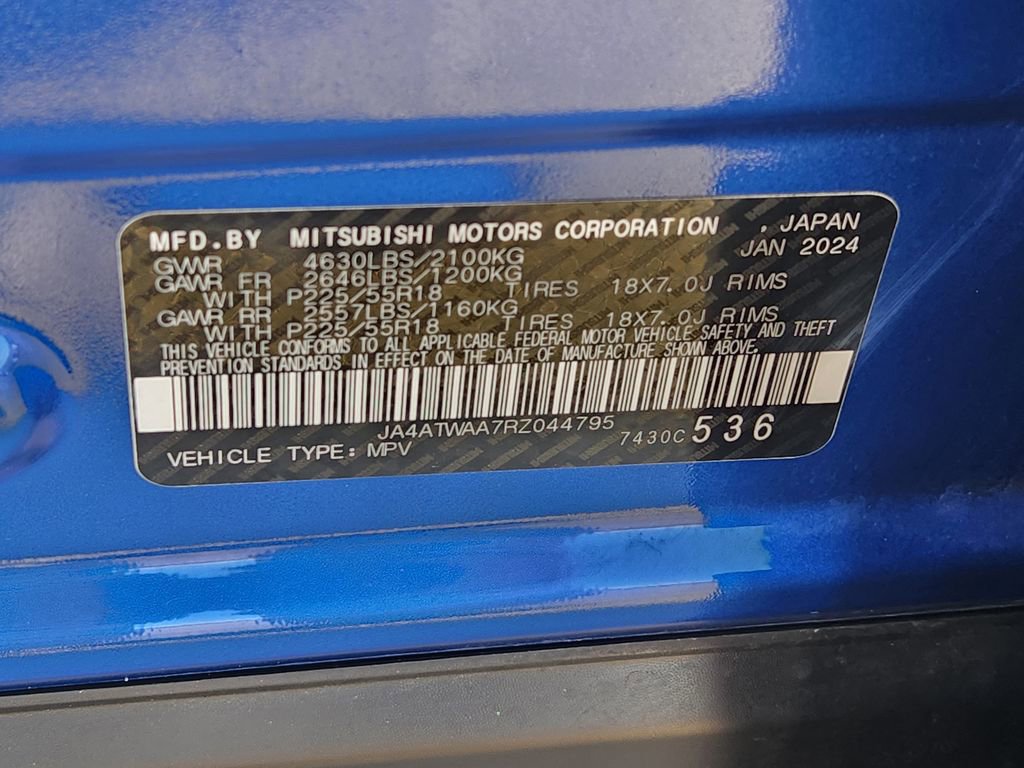 MFD.BY MITSUBISHI MOTORS CORPORATION , JAPAN
GVWR 4630LBS/2100KG JAN 2024
GAWR FR 2646LBS/1200KG
WITH P225/55R18 TIRES 18X7.0J RIMS
GAWR RR 2557LBS/1160KG
WITH P225/55R18 TIRES 18X7.0J RIMS
THIS VEHICLE CONFORMS TO ALL APPLICABLE FEDERAL MOTOR VEHICLE SAFETY AND THEFT
PREVENTION STANDARDS IN EFFECT ON THE DATE OF MANUFACTURE SHOWN ABOVE.
JA4ATWAA7RZ044795 7430C 536
VEHICLE TYPE: MPV